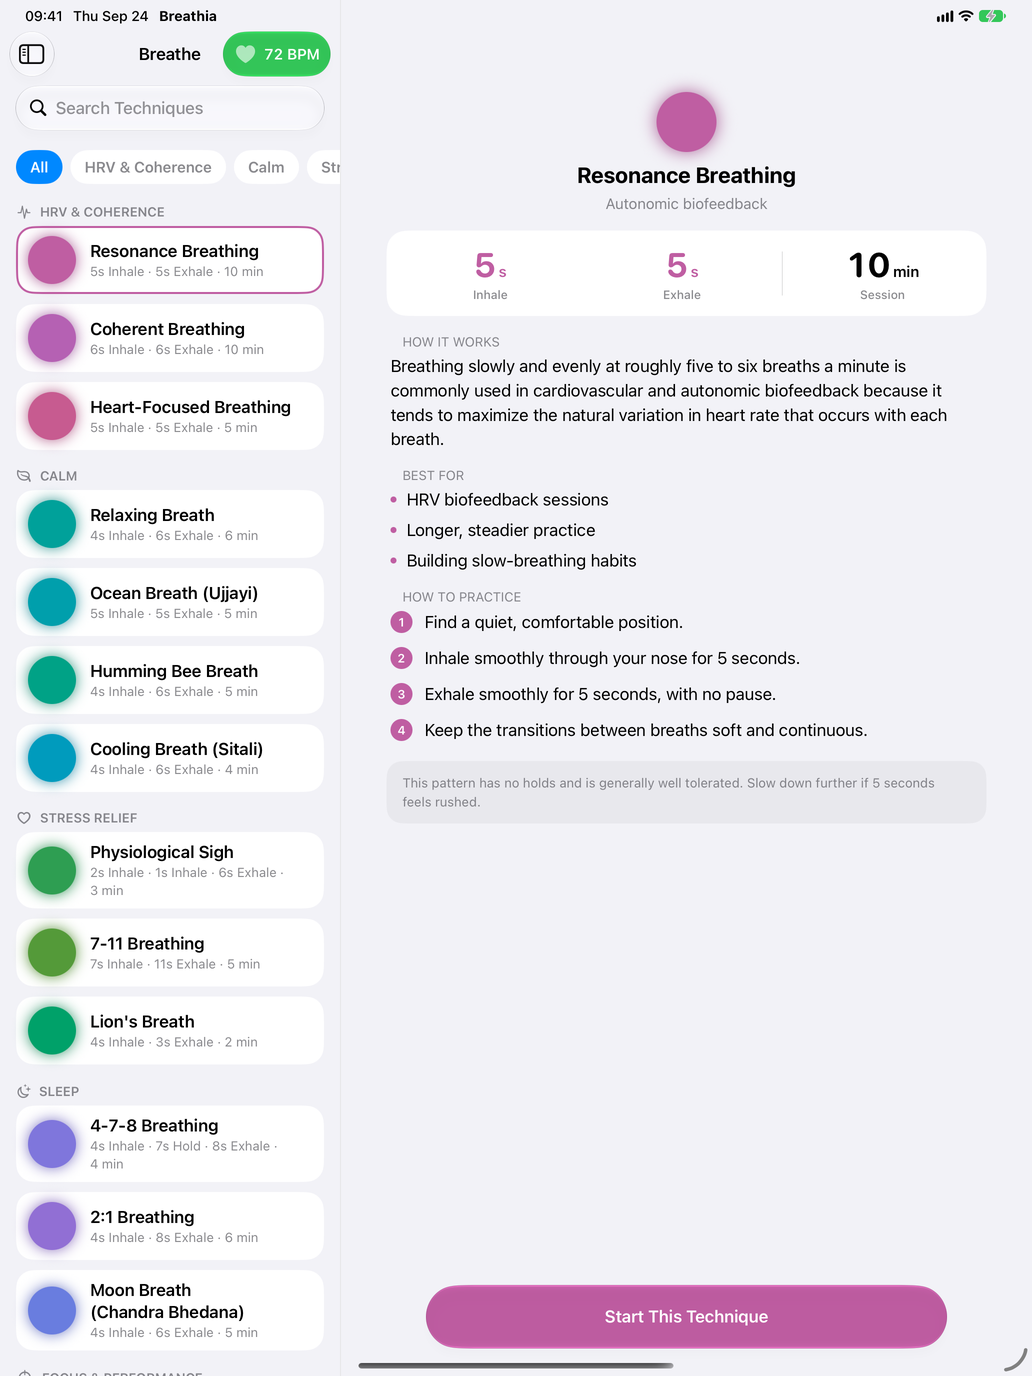 09:41 Thu Sep 24 Breathia
Breathe
72 BPM
Search Techniques
All
HRV & Coherence
Calm
Str
HRV & COHERENCE
Resonance Breathing
5s Inhale · 5s Exhale · 10 min
Coherent Breathing
6s Inhale · 6s Exhale · 10 min
Heart-Focused Breathing
5s Inhale · 5s Exhale · 5 min
CALM
Relaxing Breath
4s Inhale · 6s Exhale · 6 min
Ocean Breath (Ujjayi)
5s Inhale · 5s Exhale · 5 min
Humming Bee Breath
4s Inhale · 6s Exhale · 5 min
Cooling Breath (Sitali)
4s Inhale · 6s Exhale · 4 min
STRESS RELIEF
Physiological Sigh
2s Inhale · 1s Inhale · 6s Exhale ·
3 min
7-11 Breathing
7s Inhale · 11s Exhale · 5 min
Lion's Breath
4s Inhale · 3s Exhale · 2 min
SLEEP
4-7-8 Breathing
4s Inhale · 7s Hold · 8s Exhale ·
4 min
2:1 Breathing
4s Inhale · 8s Exhale · 6 min
Moon Breath
(Chandra Bhedana)
4s Inhale · 6s Exhale · 5 min
FOCUS & PERFORMANCE
Resonance Breathing
Autonomic biofeedback
5 s
Inhale
5 s
Exhale
10 min
Session
HOW IT WORKS
Breathing slowly and evenly at roughly five to six breaths a minute is
commonly used in cardiovascular and autonomic biofeedback because it
tends to maximize the natural variation in heart rate that occurs with each
breath.
BEST FOR
• HRV biofeedback sessions
• Longer, steadier practice
• Building slow-breathing habits
HOW TO PRACTICE
1 Find a quiet, comfortable position.
2 Inhale smoothly through your nose for 5 seconds.
3 Exhale smoothly for 5 seconds, with no pause.
4 Keep the transitions between breaths soft and continuous.
This pattern has no holds and is generally well tolerated. Slow down further if 5 seconds
feels rushed.
Start This Technique